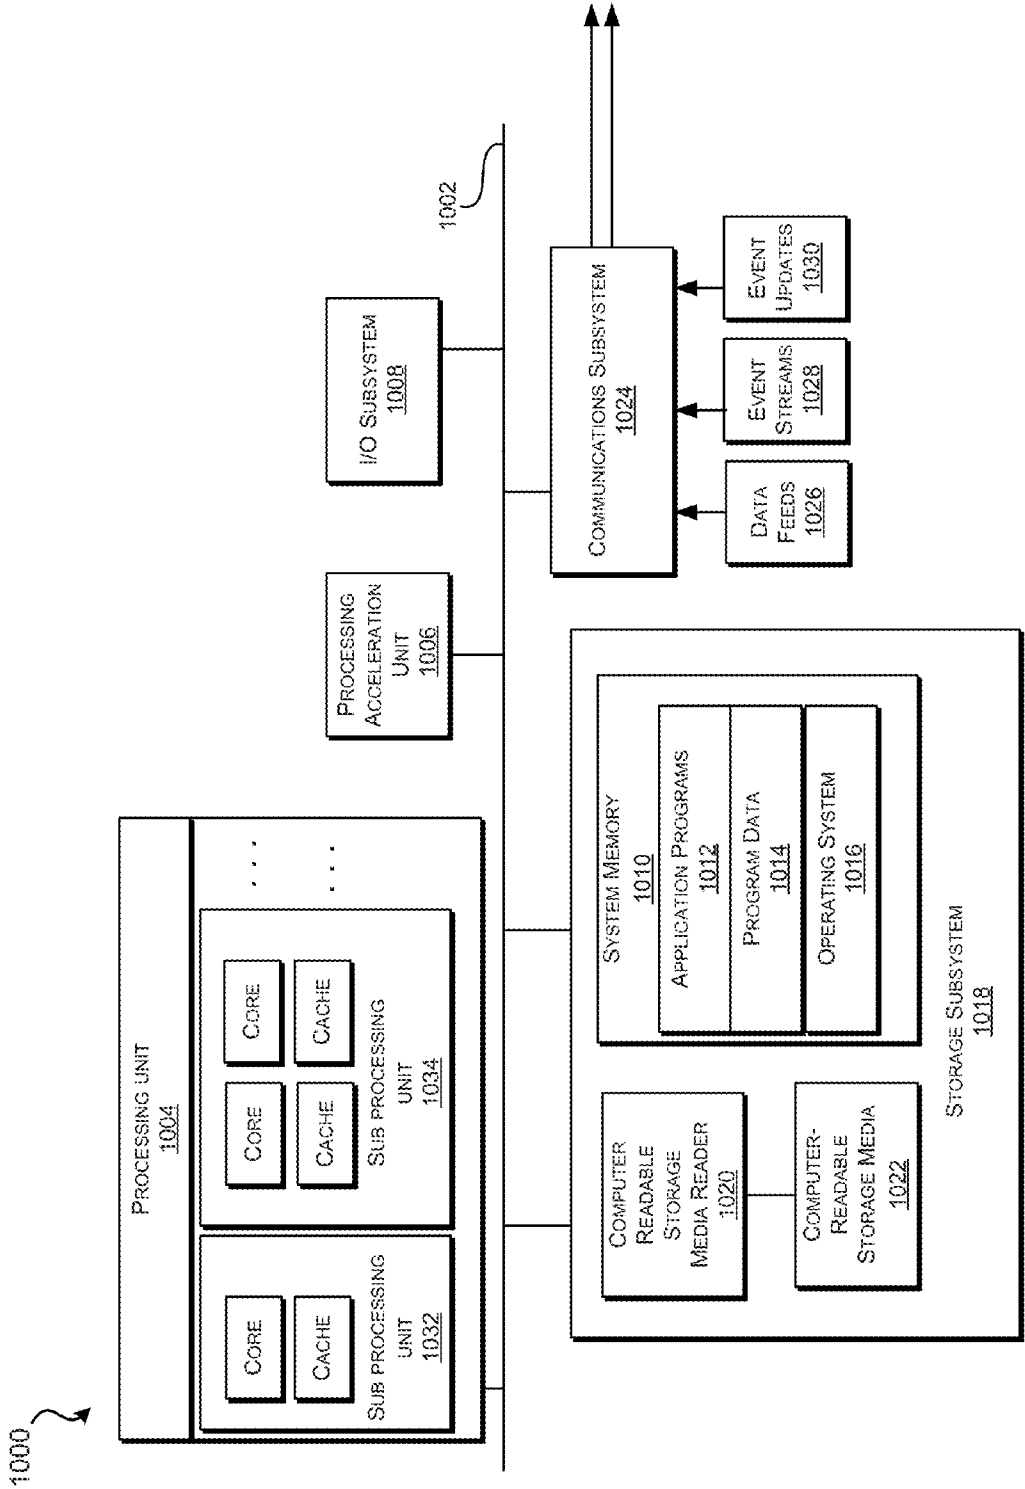 1000
PROCESSING UNIT
1004
CORE
CACHE
SUB PROCESSING
UNIT
1032
CORE
CORE
CACHE
CACHE
SUB PROCESSING
UNIT
1034
. . .
. . .
PROCESSING
ACCELERATION
UNIT
1006
I/O SUBSYSTEM
1008
1002
COMPUTER
READABLE
STORAGE
MEDIA READER
1020
COMPUTER-
READABLE
STORAGE MEDIA
1022
SYSTEM MEMORY
1010
APPLICATION PROGRAMS
1012
PROGRAM DATA
1014
OPERATING SYSTEM
1016
STORAGE SUBSYSTEM
1018
COMMUNICATIONS SUBSYSTEM
1024
DATA
FEEDS
1026
EVENT
STREAMS
1028
EVENT
UPDATES
1030